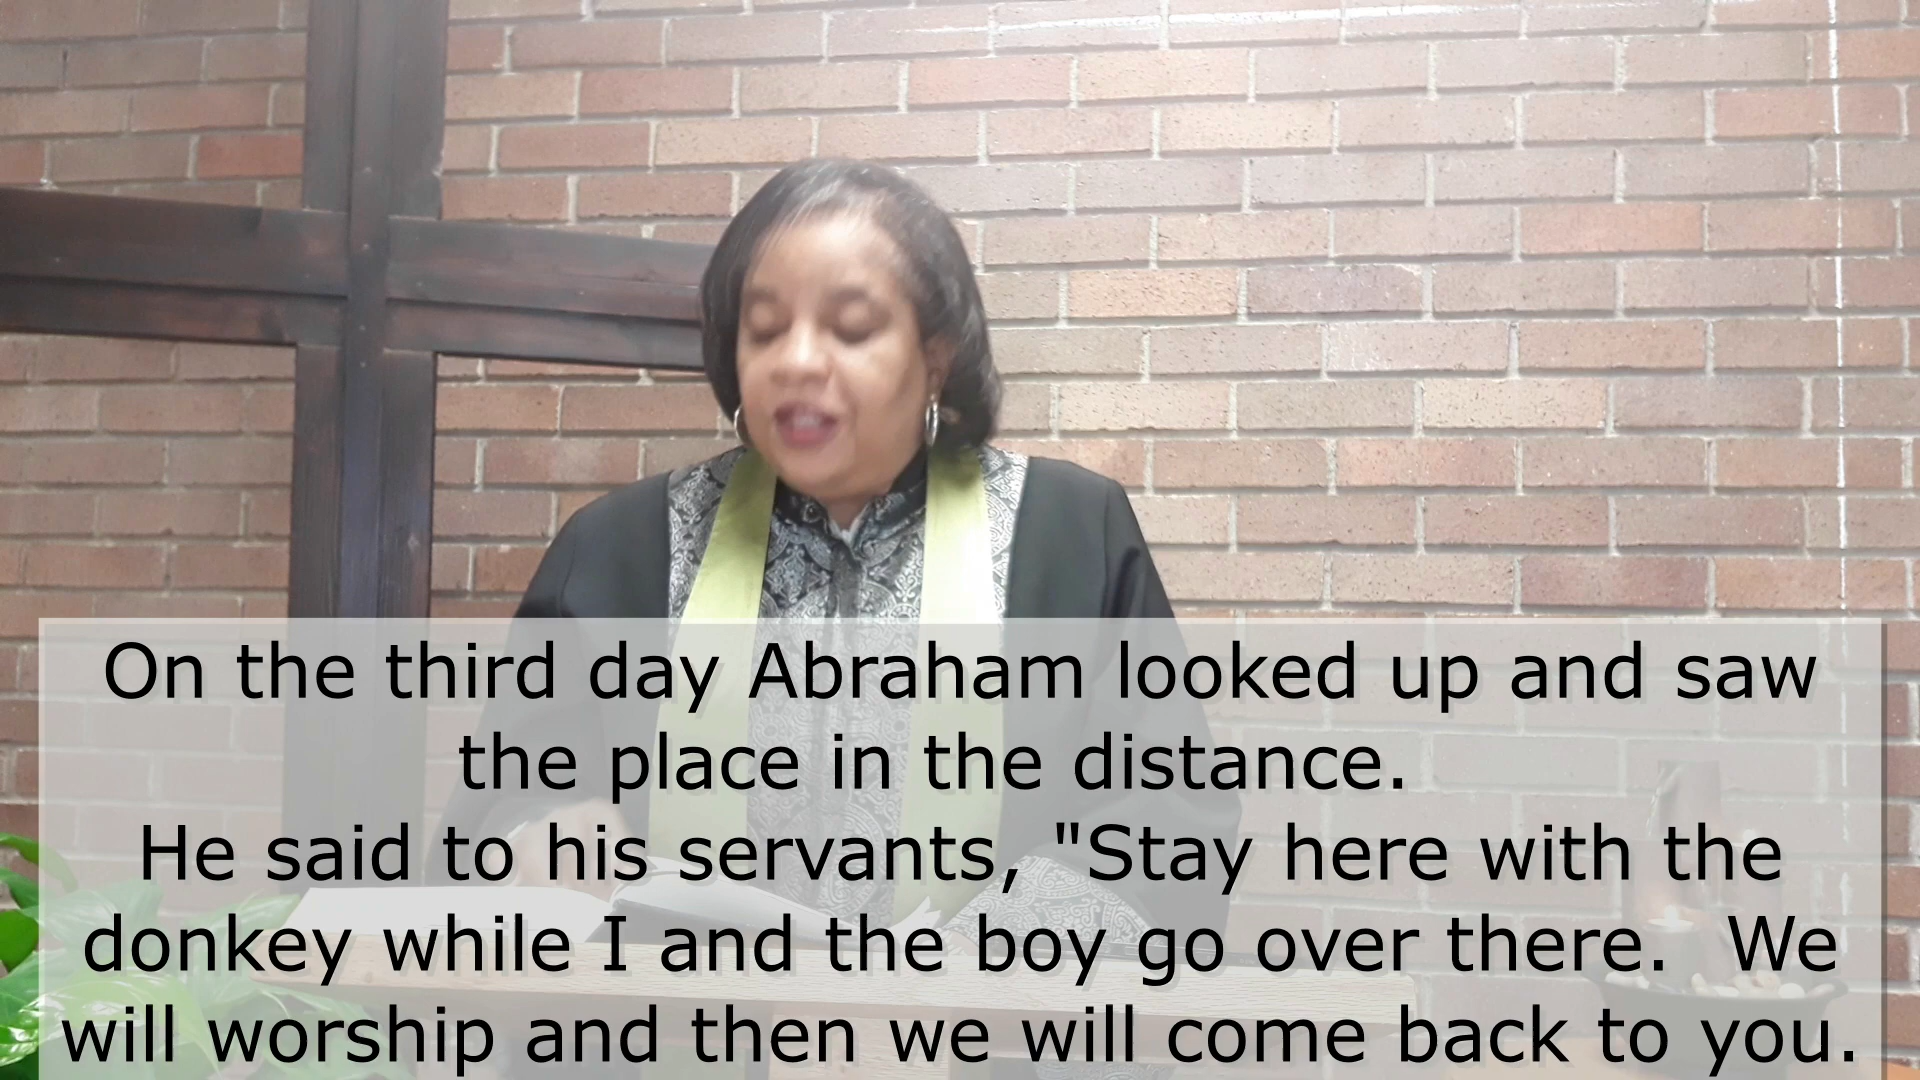 On the third day Abraham looked up and saw
the place in the distance.
He said to his servants, "Stay here with the
donkey while I and the boy go over there.  We
will worship and then we will come back to you.